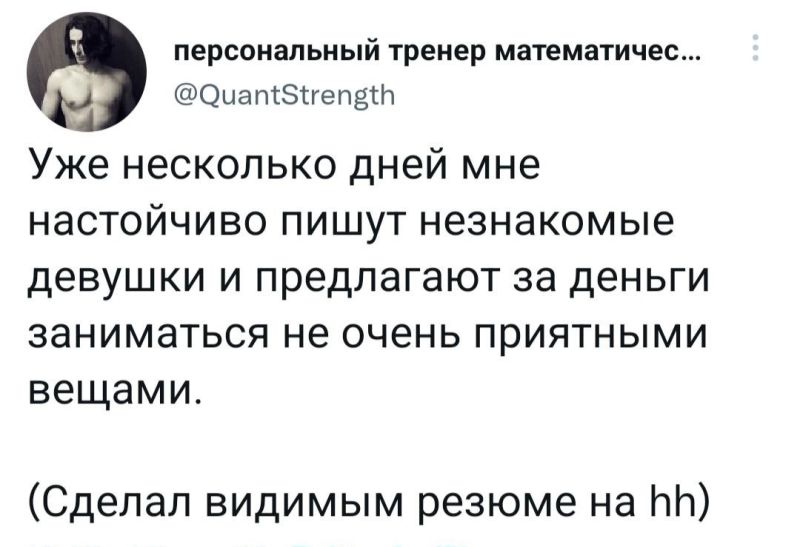 персональный тренер математичес...
@QuantStrength
Уже несколько дней мне
настойчиво пишут незнакомые
девушки и предлагают за деньги
заниматься не очень приятными
вещами.
(Сделал видимым резюме на hh)